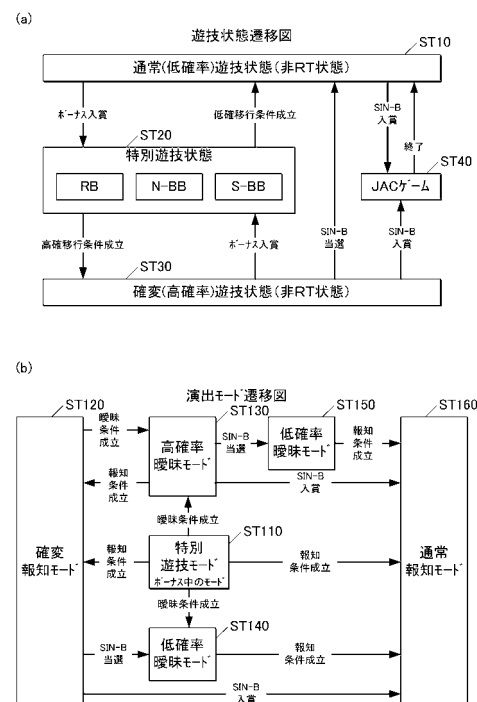 (a)
遊技状態遷移図
ST10
通常(低確率)遊技状態(非RT状態)
ボーナス入賞
ST20
低確移行条件成立
SIN-B
入賞
終了
特別遊技状態
RB
N-BB
S-BB
ST40
JACゲーム
高確移行条件成立
ST30
ボーナス入賞
SIN-B
当選
SIN-B
入賞
確変(高確率)遊技状態(非RT状態)
(b)
演出モード遷移図
ST120
ST130
ST150
ST160
曖昧
条件
成立
高確率
曖昧モード
SIN-B
当選
低確率
曖昧モード
報知
条件
成立
報知
条件
成立
SIN-B
入賞
曖昧条件成立
ST110
確変
報知モード
報知
条件
成立
特別
遊技モード
ボーナス中のモード
報知
条件成立
通常
報知モード
曖昧条件成立
ST140
SIN-B
当選
低確率
曖昧モード
報知
条件成立
SIN-B
入賞